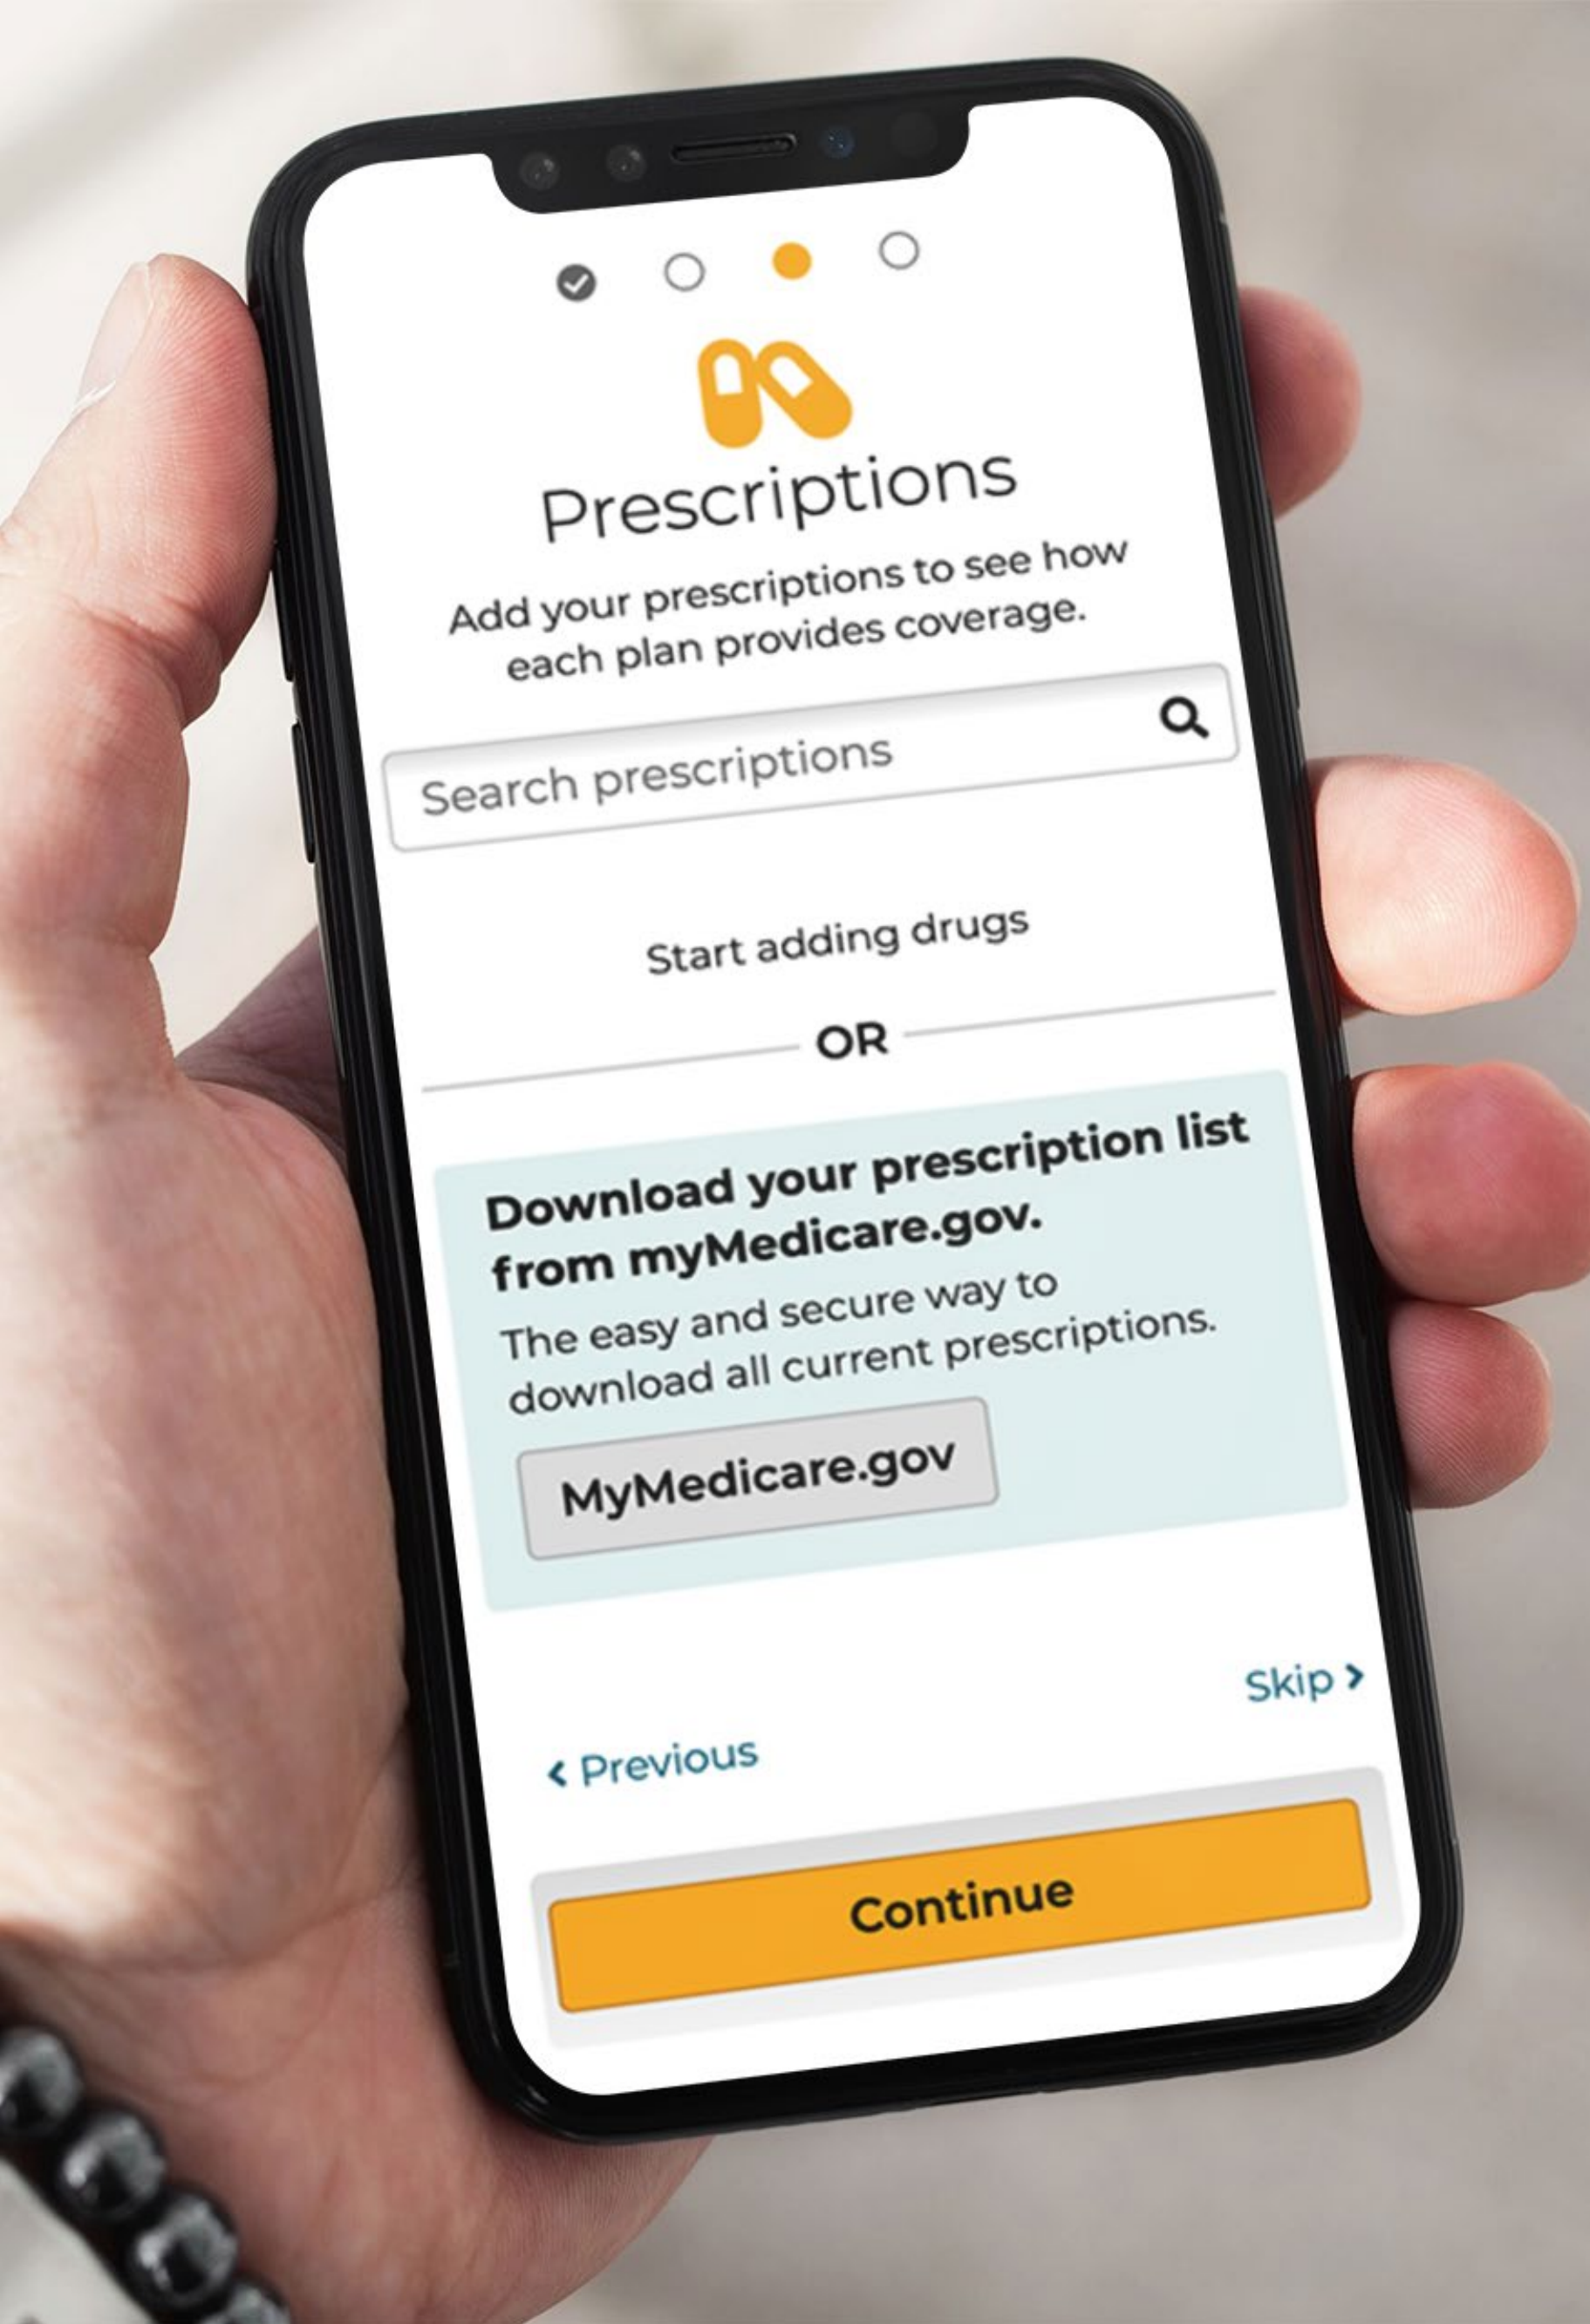 Prescriptions
Add your prescriptions to see how
each plan provides coverage.
Search prescriptions
Start adding drugs
OR
Download your prescription list
from myMedicare.gov.
The easy and secure way to
download all current prescriptions.
MyMedicare.gov
Skip
Previous
Continue